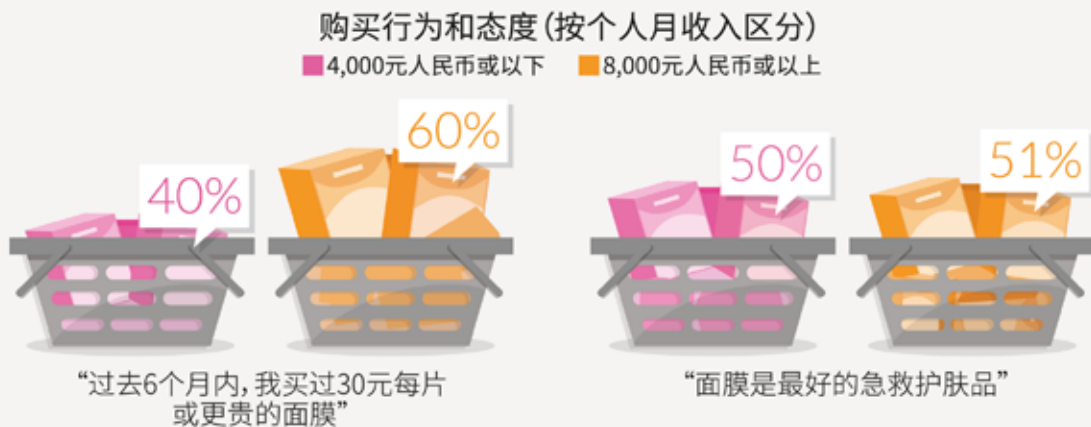 购买行为和态度（按个人月收入区分）
4,000元人民币或以下 8,000元人民币或以上
40% 60% 50% 51%
“过去6个月内，我买过30元每片
或更贵的面膜”
“面膜是最好的急救护肤品”